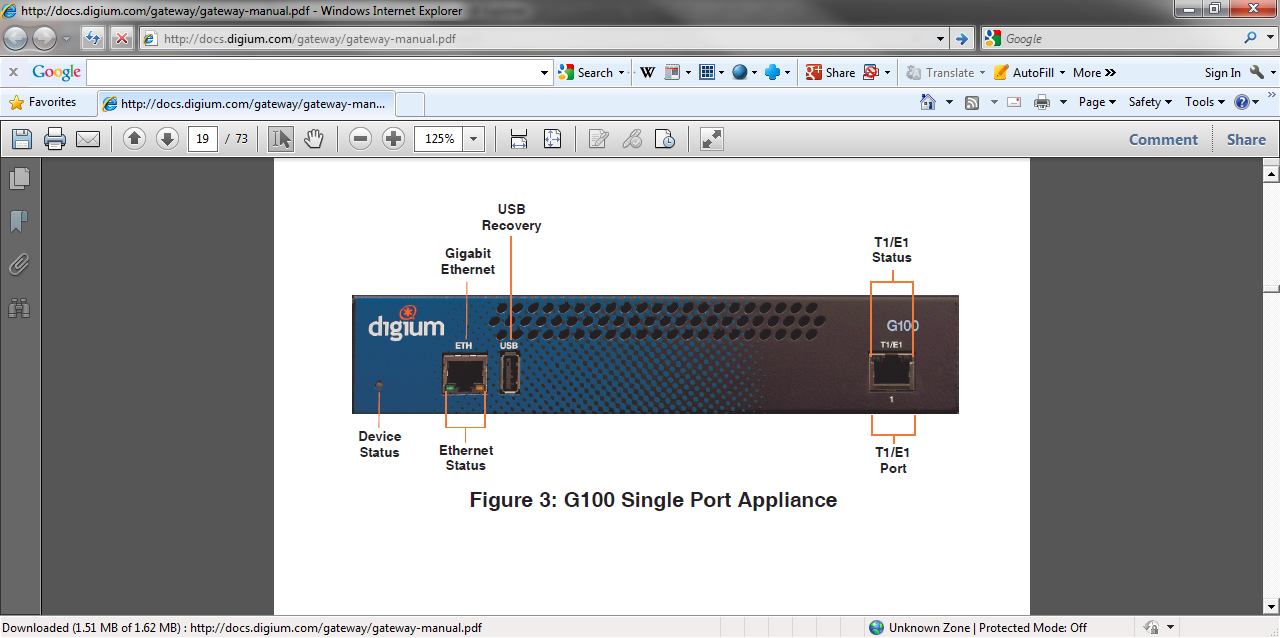 http://docs.digium.com/gateway/gateway-manual.pdf - Windows Internet Explorer
http://docs.digium.com/gateway/gateway-manual.pdf
Google
Google
Search
W
Share
Translate
AutoFill
More
Sign In
Favorites
http://docs.digium.com/gateway/gateway-man...
Page
Safety
Tools
19 / 73
125%
Comment
Share
USB
Recovery
Gigabit
Ethernet
T1/E1
Status
digium
G100
ETH
USB
T1/E1
1
Device
Status
Ethernet
Status
T1/E1
Port
Figure 3: G100 Single Port Appliance
Downloaded (1.51 MB of 1.62 MB) : http://docs.digium.com/gateway/gateway-manual.pdf
Unknown Zone | Protected Mode: Off